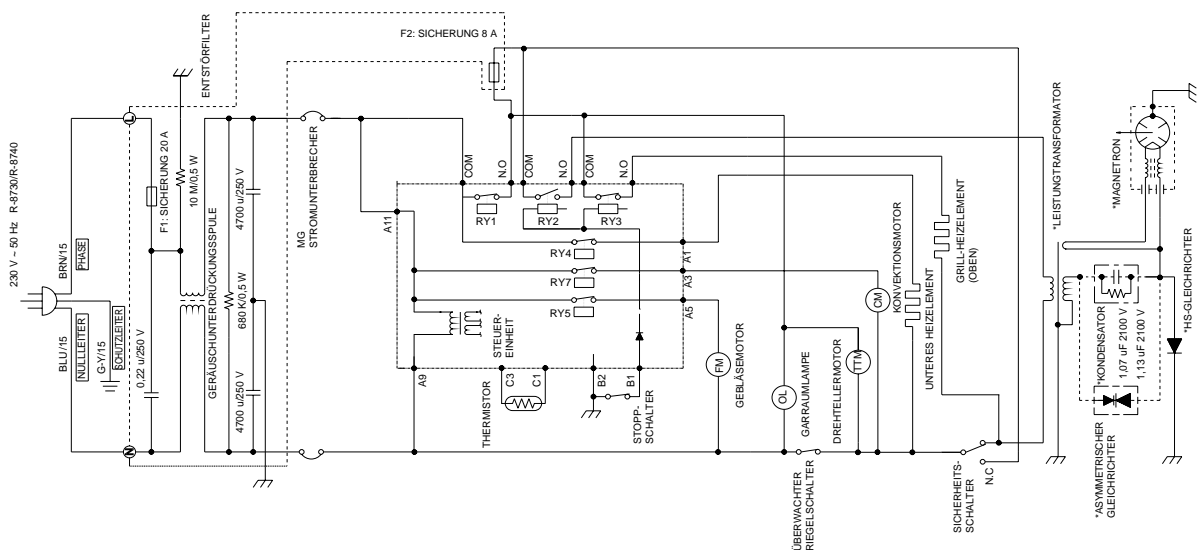 230 V ~ 50 Hz  R-8730/R-8740
BRN/15
PHASE
BLU/15
NULLLEITER
G-Y/15
SCHUTZLEITER
L
N
F1: SICHERUNG 20 A
0,22 u/250 V
10 M/0,5 W
ENTSTÖRFILTER
GERÄUSCHUNTERDRÜCKUNGSSPULE
680 K/0,5 W
4700 u/250 V
4700 u/250 V
MG
STROMUNTERBRECHER
F2: SICHERUNG 8 A
COM
N.O
COM
N.O
COM
N.O
RY1
RY2
RY3
RY4
RY7
RY5
A11
A1
A3
A5
A9
C3
C1
B2
B1
STEUER-
EINHEIT
THERMISTOR
STOPP-
SCHALTER
FM
GEBLÄSEMOTOR
OL
GARRAUMLAMPE
TTM
DREHTELLERMOTOR
CM
KONVEKTIONSMOTOR
UNTERES HEIZELEMENT
GRILL-HEIZELEMENT
(OBEN)
ÜBERWACHTER
RIEGELSCHALTER
SICHERHEITS-
SCHALTER
N.C
*LEISTUNGTRANSFORMATOR
*MAGNETRON
*KONDENSATOR
1,07 uF 2100 V
1,13 uF 2100 V
*ASYMMETRISCHER
GLEICHRICHTER
*HS-GLEICHRICHTER